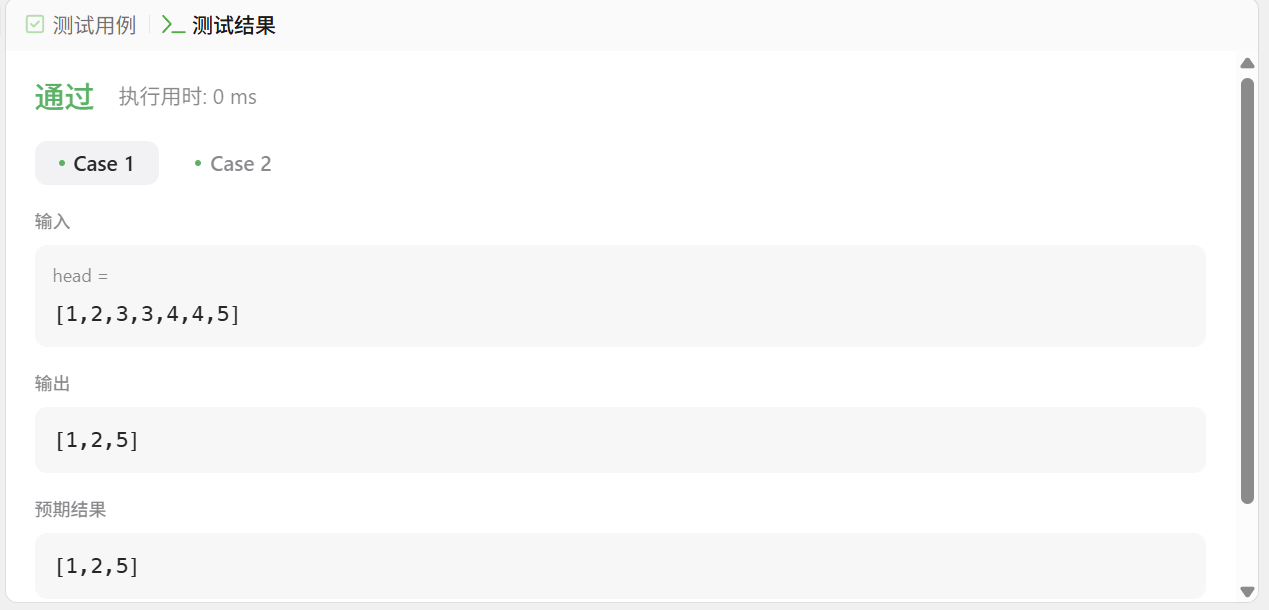 测试用例 测试结果
通过 执行用时: 0 ms
Case 1 Case 2
输入
head =
[1,2,3,3,4,4,5]
输出
[1,2,5]
预期结果
[1,2,5]